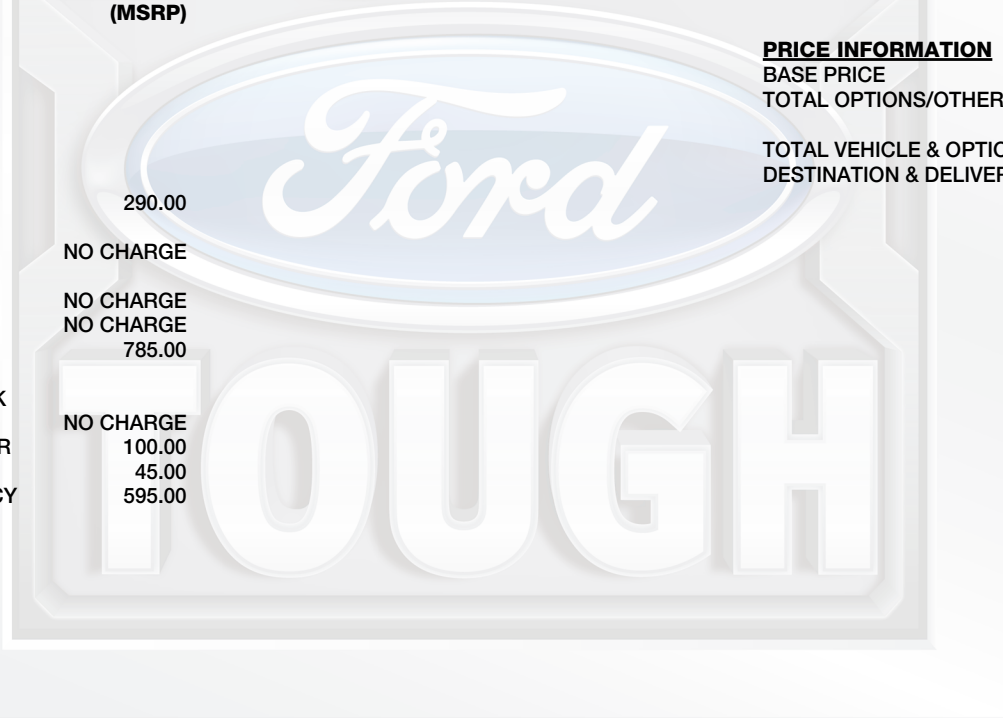 (MSRP)
290.00
NO CHARGE
NO CHARGE
NO CHARGE
785.00
K
NO CHARGE
R 100.00
45.00
CY 595.00
PRICE INFORMATION
BASE PRICE
TOTAL OPTIONS/OTHER
TOTAL VEHICLE & OPTIO
DESTINATION & DELIVER
Ford
TOUGH